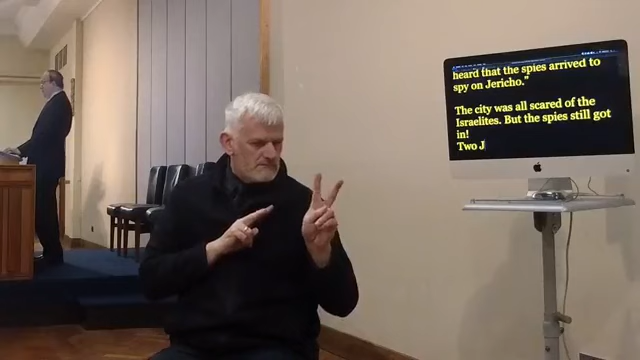 heard that the spies arrived to
spy on Jericho."
The city was all scared of the
Israelites. But the spies still got
in!
Two J